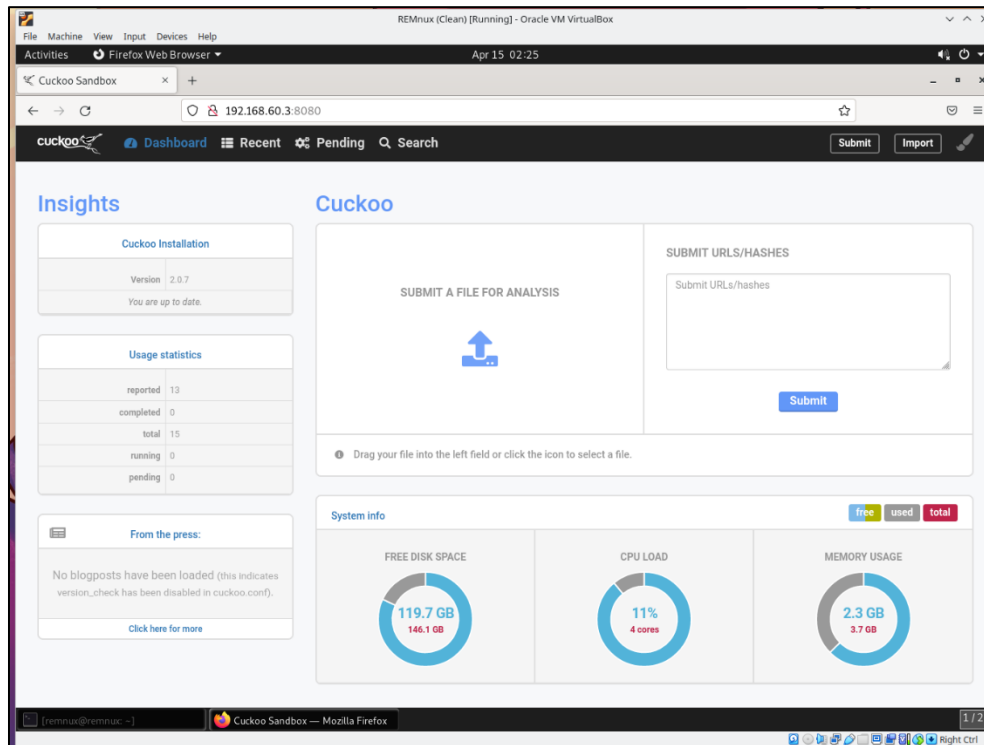 REMnux (Clean) [Running] - Oracle VM VirtualBox
File Machine View Input Devices Help
Activities Firefox Web Browser Apr 15 02:25
Cuckoo Sandbox × +
192.168.60.3:8080
cuckoo Dashboard Recent Pending Search Submit Import
Insights
Cuckoo Installation
Version 2.0.7
You are up to date.
Usage statistics
reported 13
completed 0
total 15
running 0
pending 0
From the press:
No blogposts have been loaded (this indicates
version_check has been disabled in cuckoo.conf).
Click here for more
Cuckoo
SUBMIT A FILE FOR ANALYSIS
SUBMIT URLS/HASHES
Submit URLs/hashes
Submit
Drag your file into the left field or click the icon to select a file.
System info free used total
FREE DISK SPACE
119.7 GB
146.1 GB
CPU LOAD
11%
4 cores
MEMORY USAGE
2.3 GB
3.7 GB
[remnux@remnux: ~] Cuckoo Sandbox — Mozilla Firefox 1/2
Right Ctrl